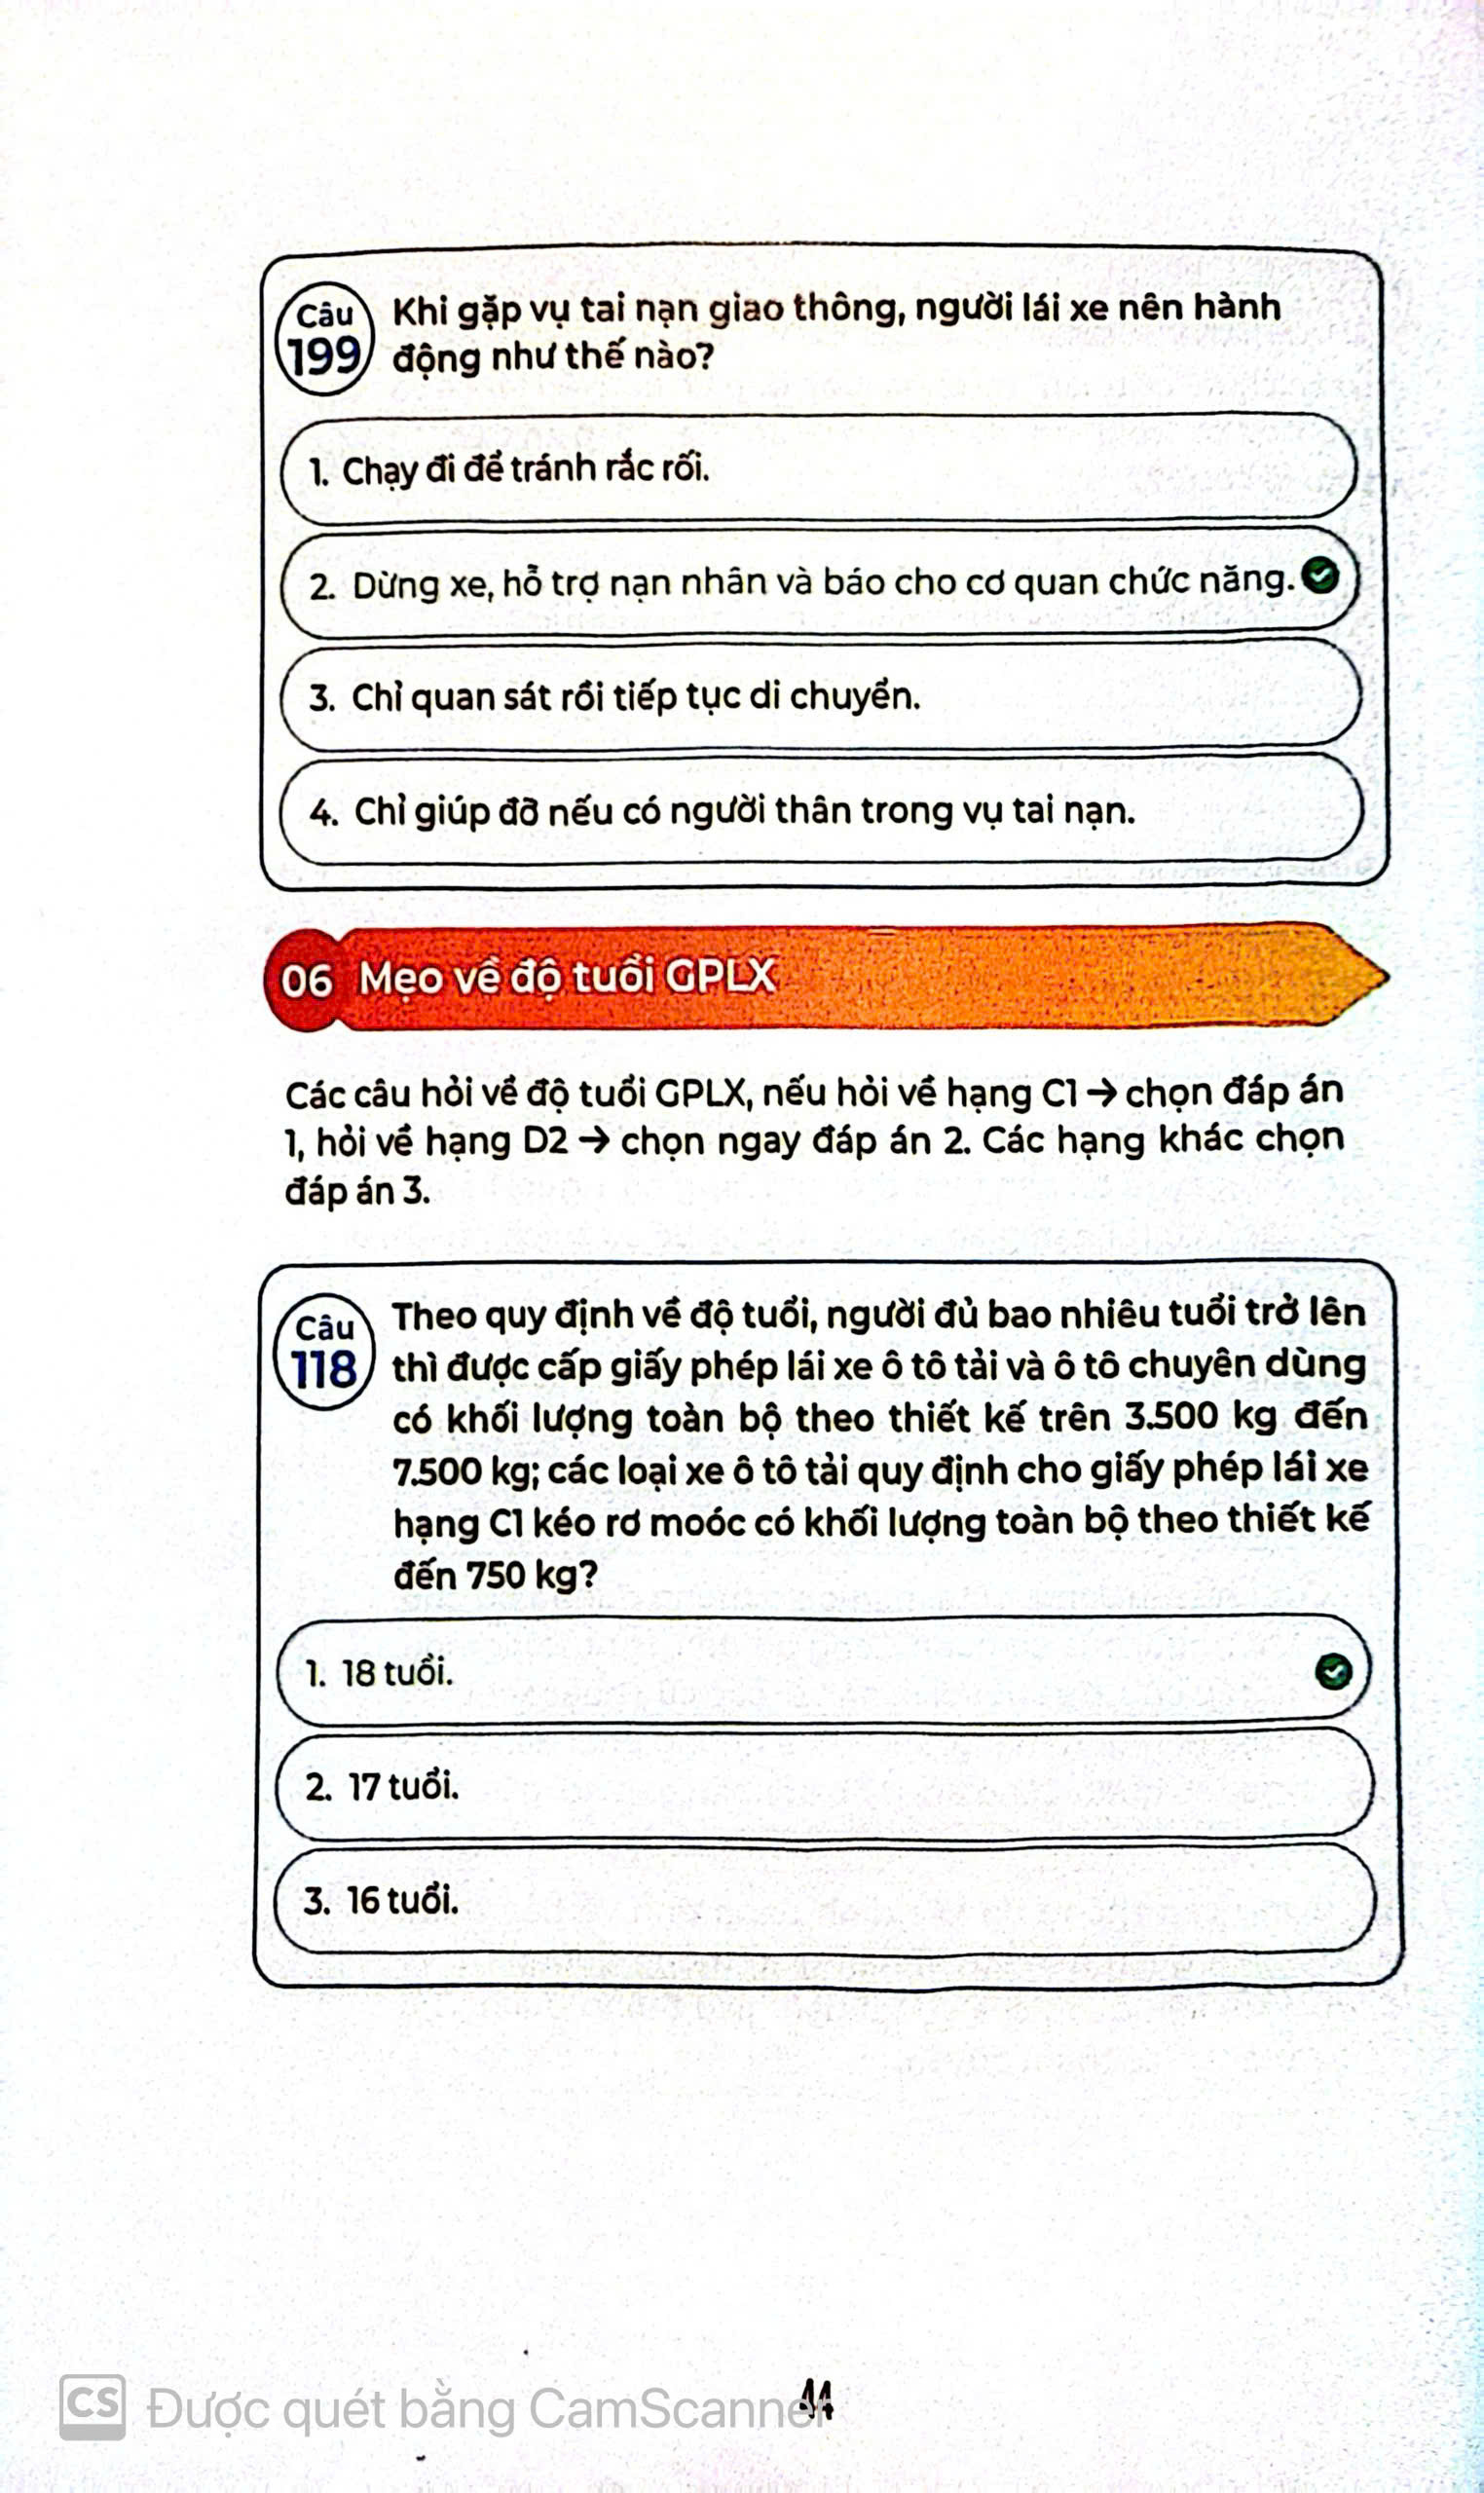 Câu
199
Khi gặp vụ tai nạn giao thông, người lái xe nên hành
động như thế nào?
1. Chạy đi để tránh rắc rối.
2. Dừng xe, hỗ trợ nạn nhân và báo cho cơ quan chức năng.
3. Chỉ quan sát rồi tiếp tục di chuyển.
4. Chỉ giúp đỡ nếu có người thân trong vụ tai nạn.
06 Mẹo về độ tuổi GPLX
Các câu hỏi về độ tuổi GPLX, nếu hỏi về hạng C1 → chọn đáp án
1, hỏi về hạng D2 → chọn ngay đáp án 2. Các hạng khác chọn
đáp án 3.
Câu
118
Theo quy định về độ tuổi, người đủ bao nhiêu tuổi trở lên
thì được cấp giấy phép lái xe ô tô tải và ô tô chuyên dùng
có khối lượng toàn bộ theo thiết kế trên 3.500 kg đến
7.500 kg; các loại xe ô tô tải quy định cho giấy phép lái xe
hạng C1 kéo rơ moóc có khối lượng toàn bộ theo thiết kế
đến 750 kg?
1. 18 tuổi.
2. 17 tuổi.
3. 16 tuổi.
44
CS Được quét bằng CamScanner